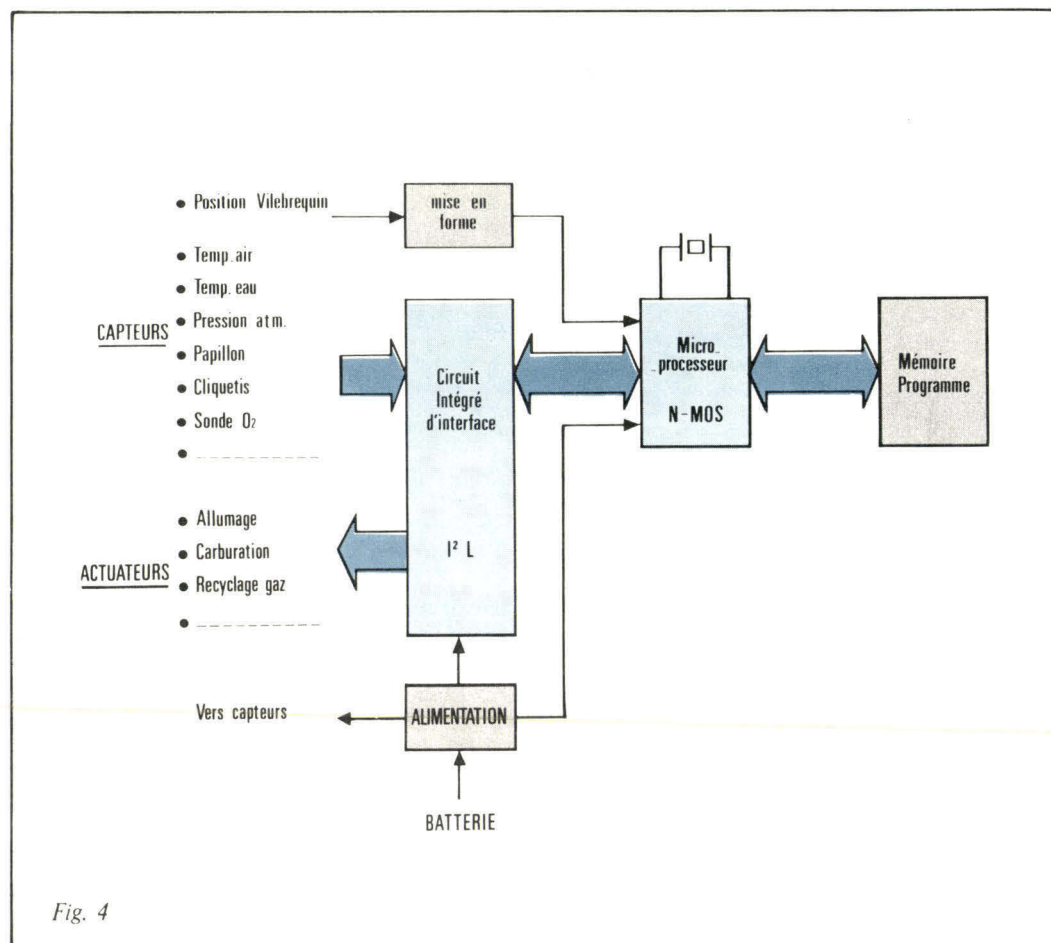 • Position Vilebrequin
mise en
forme
• Temp. air
• Temp. eau
CAPTEURS
• Pression atm.
• Papillon
• Cliquetis
• Sonde O₂
• _ _ _ _ _ _ _ _ _ _
Circuit
Intégré
d'interface
I² L
Micro_
processeur
N-MOS
Mémoire
Programme
ACTUATEURS
• Allumage
• Carburation
• Recyclage gaz
• _ _ _ _ _ _ _ _ _ _
Vers capteurs
ALIMENTATION
BATTERIE
Fig. 4